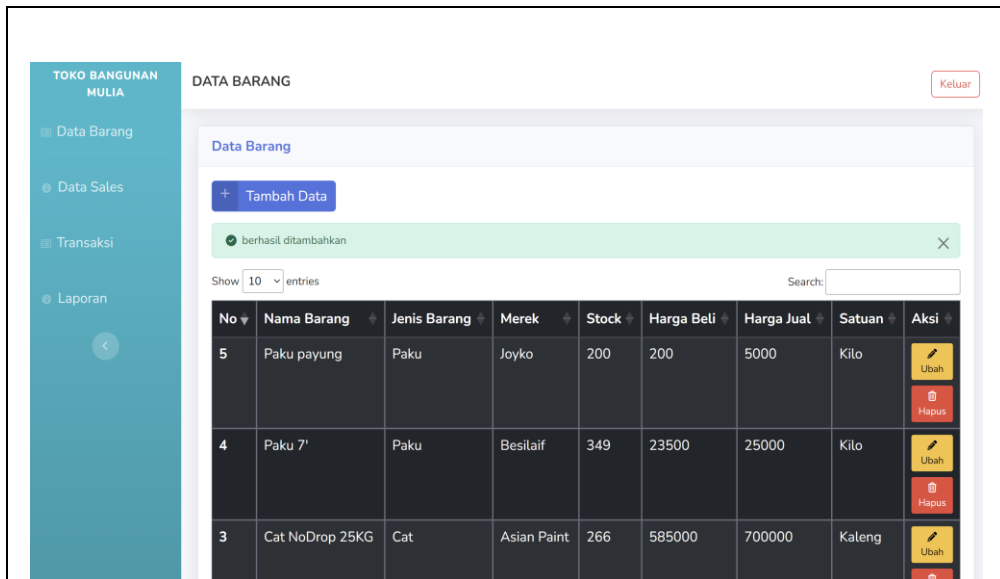 TOKO BANGUNAN
MULIA
DATA BARANG
Keluar
Data Barang
Data Sales
Transaksi
Laporan
Data Barang
+ Tambah Data
berhasil ditambahkan
Show 10 entries
Search:
No Nama Barang Jenis Barang Merek Stock Harga Beli Harga Jual Satuan Aksi
5 Paku payung Paku Joyko 200 200 5000 Kilo Ubah
Hapus
4 Paku 7' Paku Besilaif 349 23500 25000 Kilo Ubah
Hapus
3 Cat NoDrop 25KG Cat Asian Paint 266 585000 700000 Kaleng Ubah